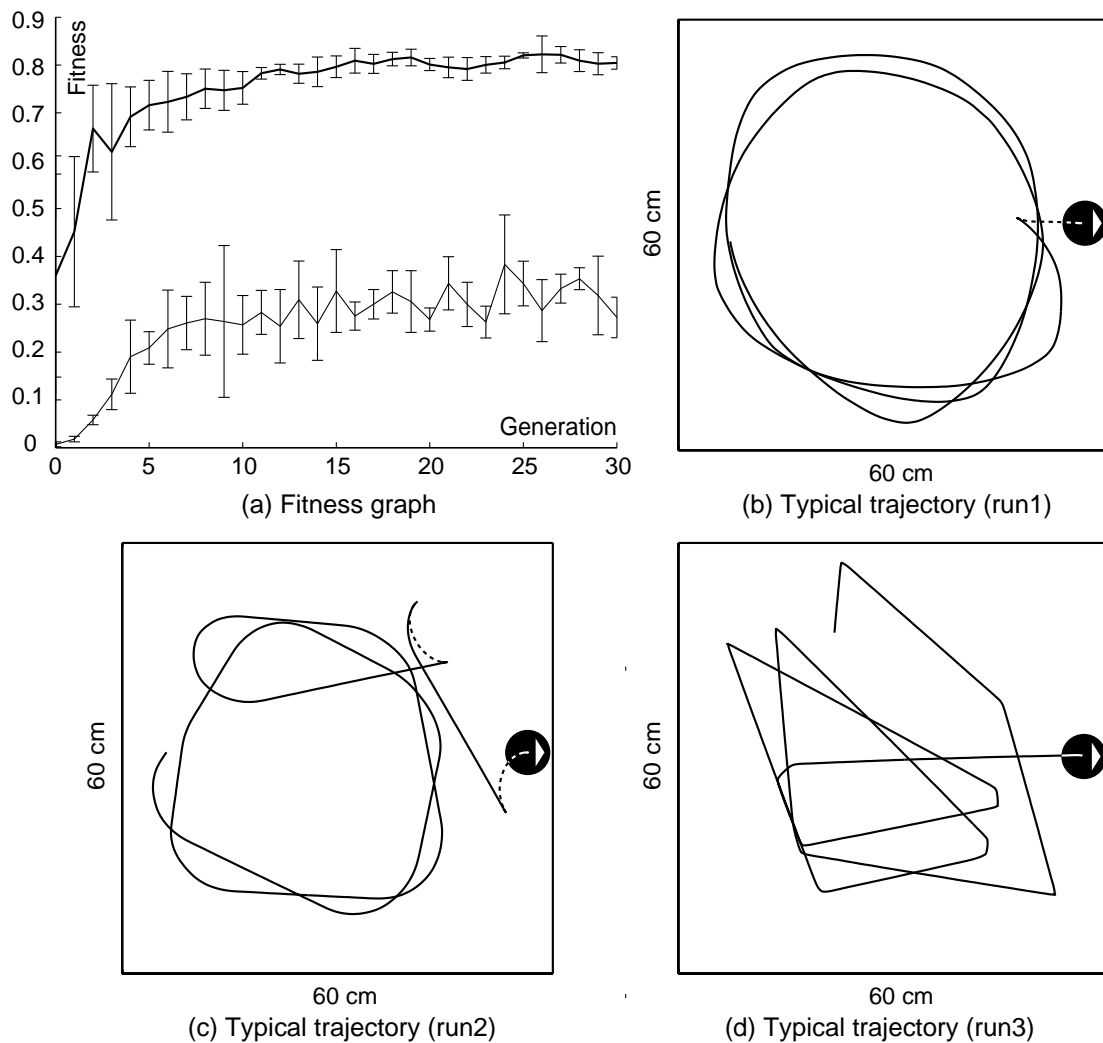 0.9
Fitness
0.8
0.7
0.6
0.5
0.4
0.3
0.2
0.1
0
Generation
0 5 10 15 20 25 30
(a) Fitness graph
60 cm
60 cm
(b) Typical trajectory (run1)
60 cm
60 cm
(c) Typical trajectory (run2)
60 cm
60 cm
(d) Typical trajectory (run3)